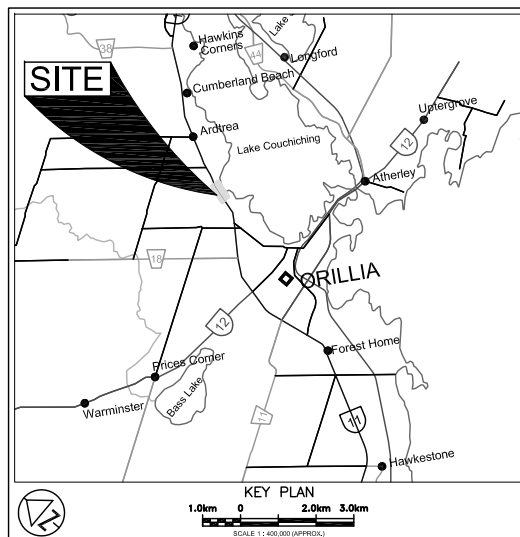 Hawkins
Corners
Lake
38
44
Longford
SITE
Cumberland Beach
Uptergrove
Ardtrea
12
Lake Couchiching
Atherley
18
ORILLIA
12
Forest Home
Prices Corner
Bass Lake
Warminster
11
11
Hawkestone
KEY PLAN
1.0km 0 2.0km 3.0km
SCALE 1 : 400,000 (APPROX.)
N